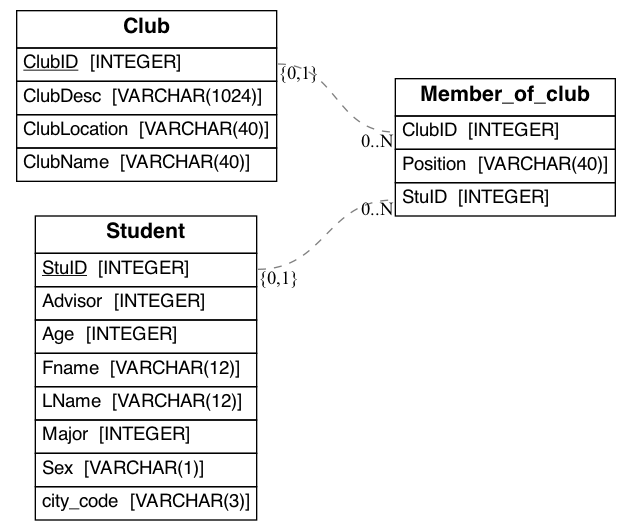 Club
ClubID [INTEGER]
ClubDesc [VARCHAR(1024)]
ClubLocation [VARCHAR(40)]
ClubName [VARCHAR(40)]
{0,1}
0..N
Member_of_club
ClubID [INTEGER]
Position [VARCHAR(40)]
StuID [INTEGER]
0..N
{0,1}
Student
StuID [INTEGER]
Advisor [INTEGER]
Age [INTEGER]
Fname [VARCHAR(12)]
LName [VARCHAR(12)]
Major [INTEGER]
Sex [VARCHAR(1)]
city_code [VARCHAR(3)]